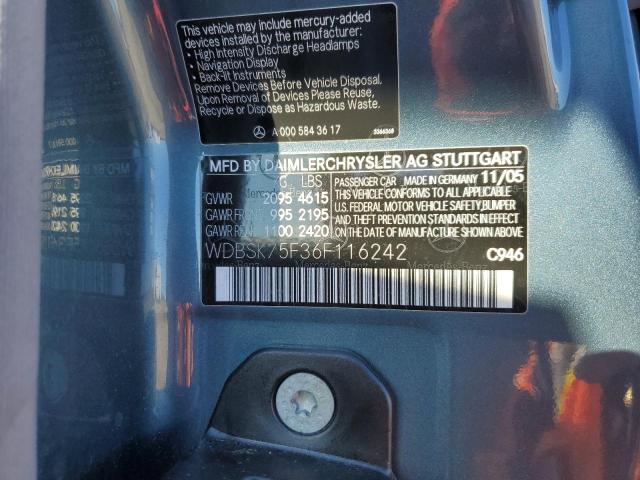 This vehicle may include mercury-added
devices installed by the manufacturer:
• High Intensity Discharge Headlamps
• Navigation Display
• Back-lit Instruments
Remove Devices Before Vehicle Disposal.
Upon Removal of Devices Please Reuse,
Recycle or Dispose as Hazardous Waste.
A 000 584 36 17
MFD BY DAIMLERCHRYSLER AG STUTTGART
LBS PASSENGER CAR MADE IN GERMANY 11/05
GVWR 2095 4615 THIS VEHICLE CONFORMS TO ALL APPLICABLE
GAWR FRONT 995 2195 U.S. FEDERAL MOTOR VEHICLE SAFETY, BUMPER
GAWR REAR 1100 2420 AND THEFT PREVENTION STANDARDS IN EFFECT
ON THE DATE OF MANUFACTURE SHOWN ABOVE
WDBSK75F36F116242 C946
Mercedes-Benz